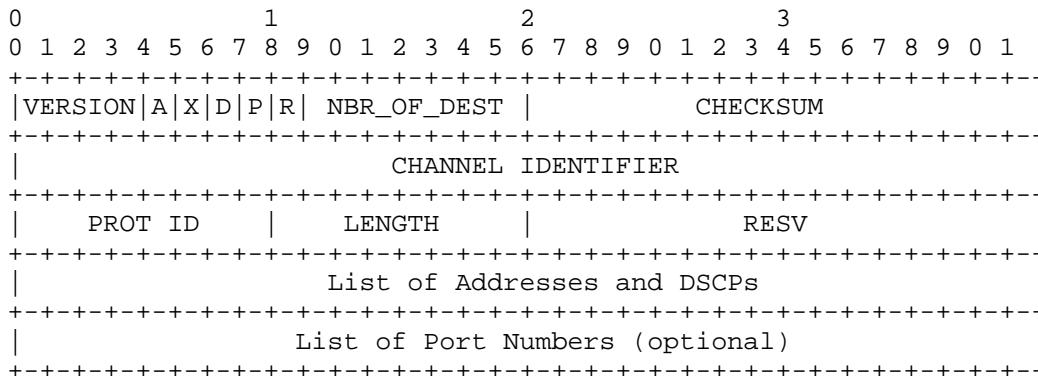 0                   1                   2                   3
0 1 2 3 4 5 6 7 8 9 0 1 2 3 4 5 6 7 8 9 0 1 2 3 4 5 6 7 8 9 0 1
+-+-+-+-+-+-+-+-+-+-+-+-+-+-+-+-+-+-+-+-+-+-+-+-+-+-+-+-+-+-+-+--
|VERSION|A|X|D|P|R| NBR_OF_DEST |          CHECKSUM
+-+-+-+-+-+-+-+-+-+-+-+-+-+-+-+-+-+-+-+-+-+-+-+-+-+-+-+-+-+-+-+--
|                       CHANNEL IDENTIFIER
+-+-+-+-+-+-+-+-+-+-+-+-+-+-+-+-+-+-+-+-+-+-+-+-+-+-+-+-+-+-+-+--
|    PROT ID    |    LENGTH     |             RESV
+-+-+-+-+-+-+-+-+-+-+-+-+-+-+-+-+-+-+-+-+-+-+-+-+-+-+-+-+-+-+-+--
|                   List of Addresses and DSCPs
+-+-+-+-+-+-+-+-+-+-+-+-+-+-+-+-+-+-+-+-+-+-+-+-+-+-+-+-+-+-+-+--
|                 List of Port Numbers (optional)
+-+-+-+-+-+-+-+-+-+-+-+-+-+-+-+-+-+-+-+-+-+-+-+-+-+-+-+-+-+-+-+--